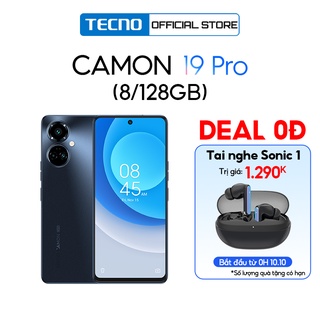 TECNO OFFICIAL STORE
CAMON 19 Pro
(8/128GB)
DEAL 0Đ
Tai nghe Sonic 1
Trị giá: 1.290K
08
45
Bắt đầu từ 0H 10.10
*Số lượng quà tặng có hạn